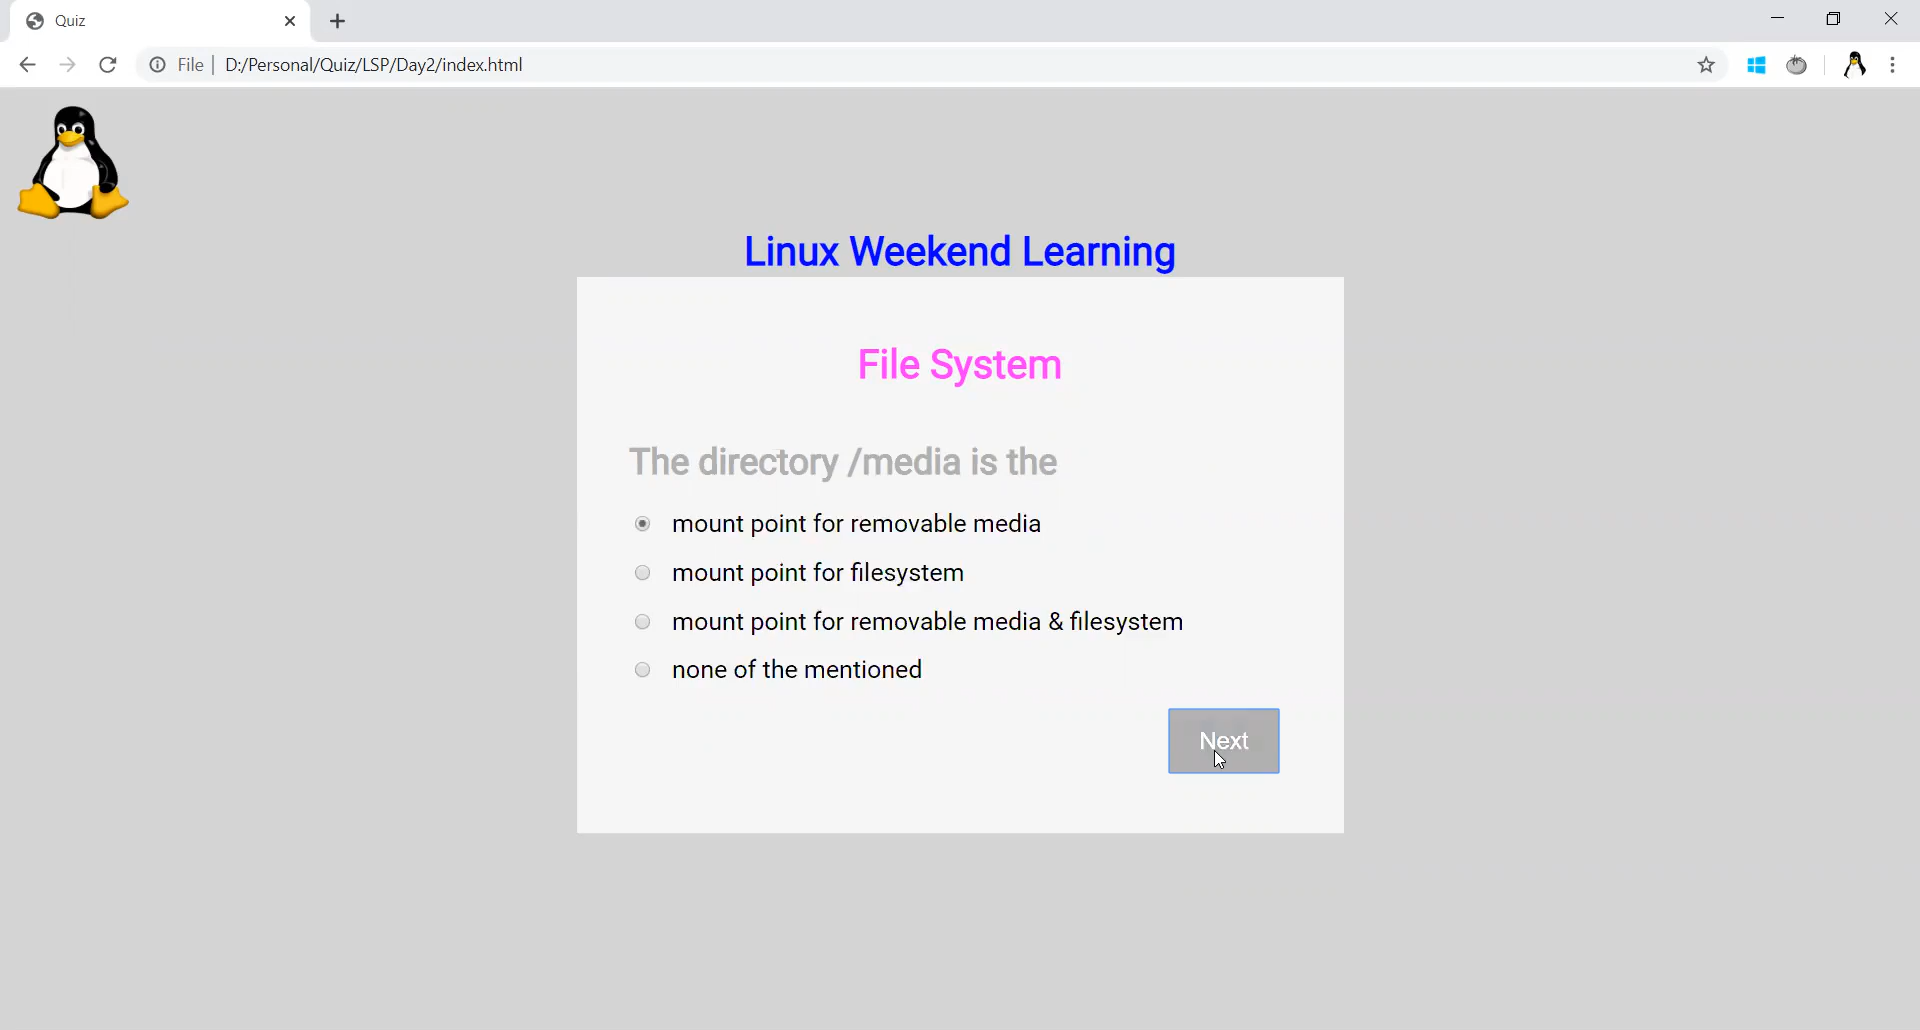 Quiz
File
D:/Personal/Quiz/LSP/Day2/index.html
Linux Weekend Learning
File System
The directory /media is the
mount point for removable media
mount point for filesystem
mount point for removable media & filesystem
none of the mentioned
Next